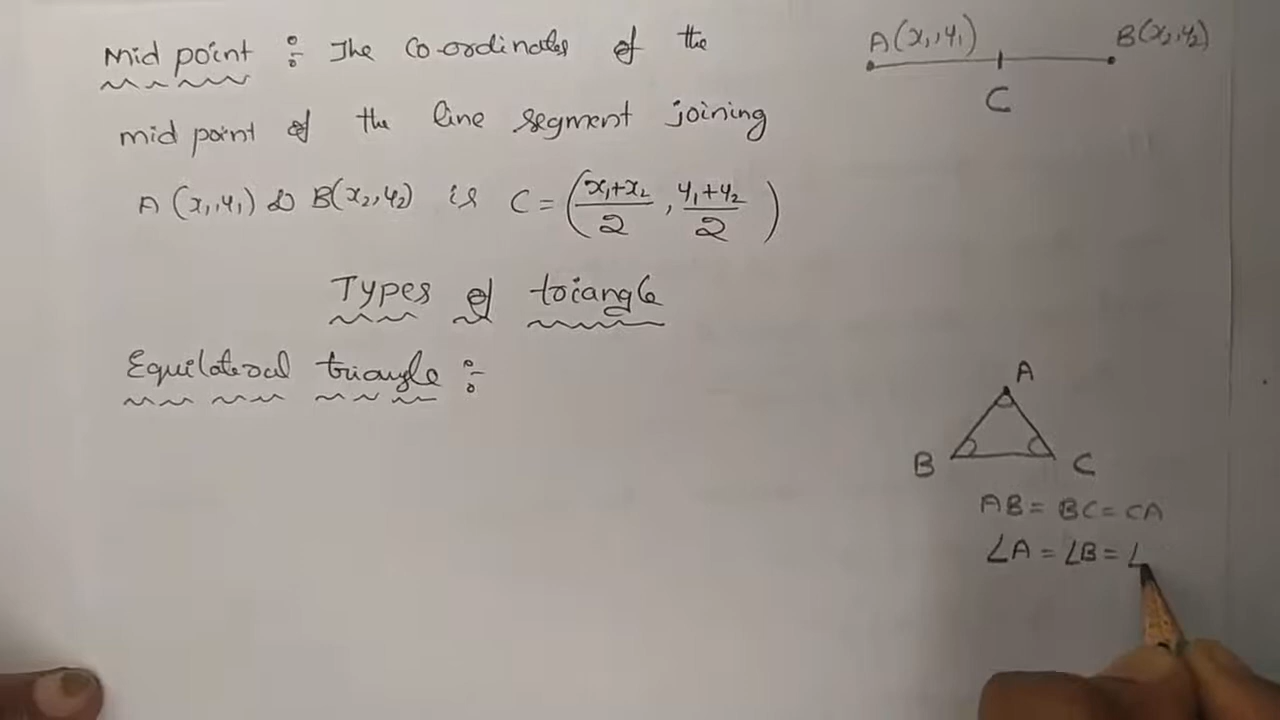 Mid point : The Co-ordinates of the
mid point of the line segment joining
A (x₁,y₁) & B(x₂,y₂) is C = (x₁+x₂/2, y₁+y₂/2)
A(x₁,y₁) B(x₂,y₂)
C
Types of triangle
Equilateral triangle :
A
B C
AB = BC = CA
∠A = ∠B = ∠